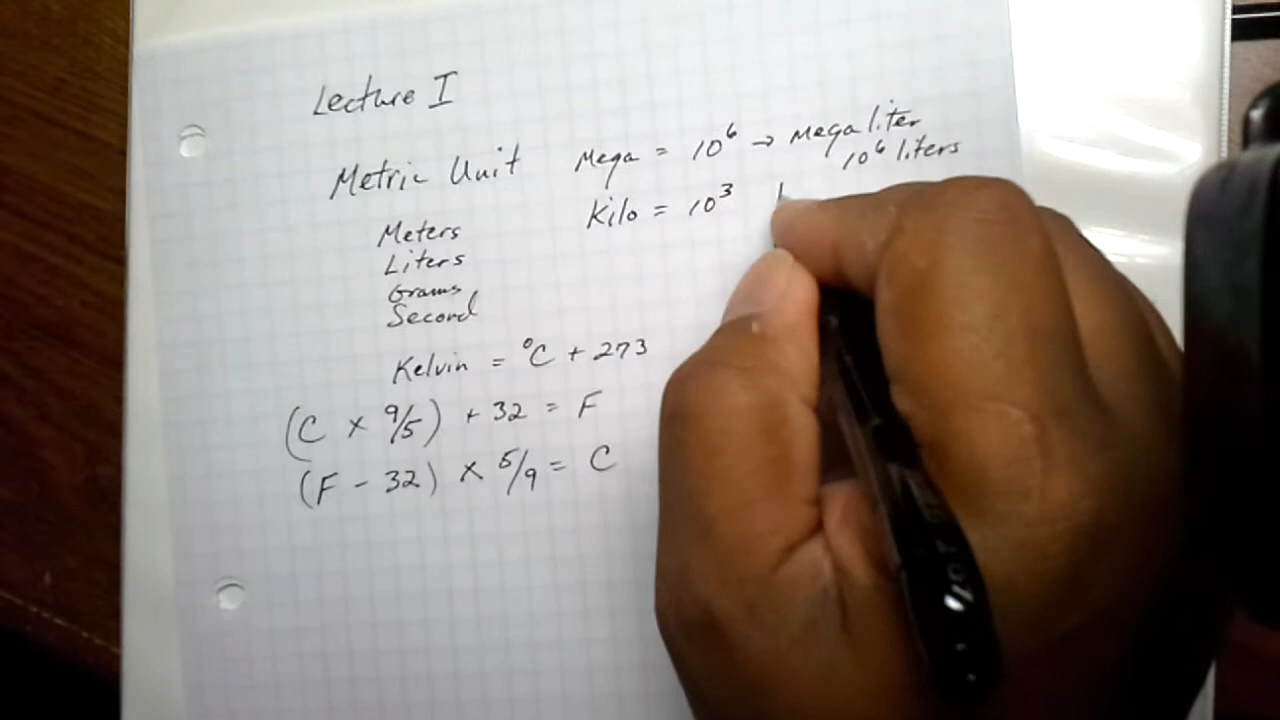 Lecture I
Metric Unit Mega = 10⁶ → Megaliter
10⁶ liters
Kilo = 10³
Meters
Liters
Grams
Second
Kelvin = °C + 273
(C × 9/5) + 32 = F
(F - 32) × 5/9 = C